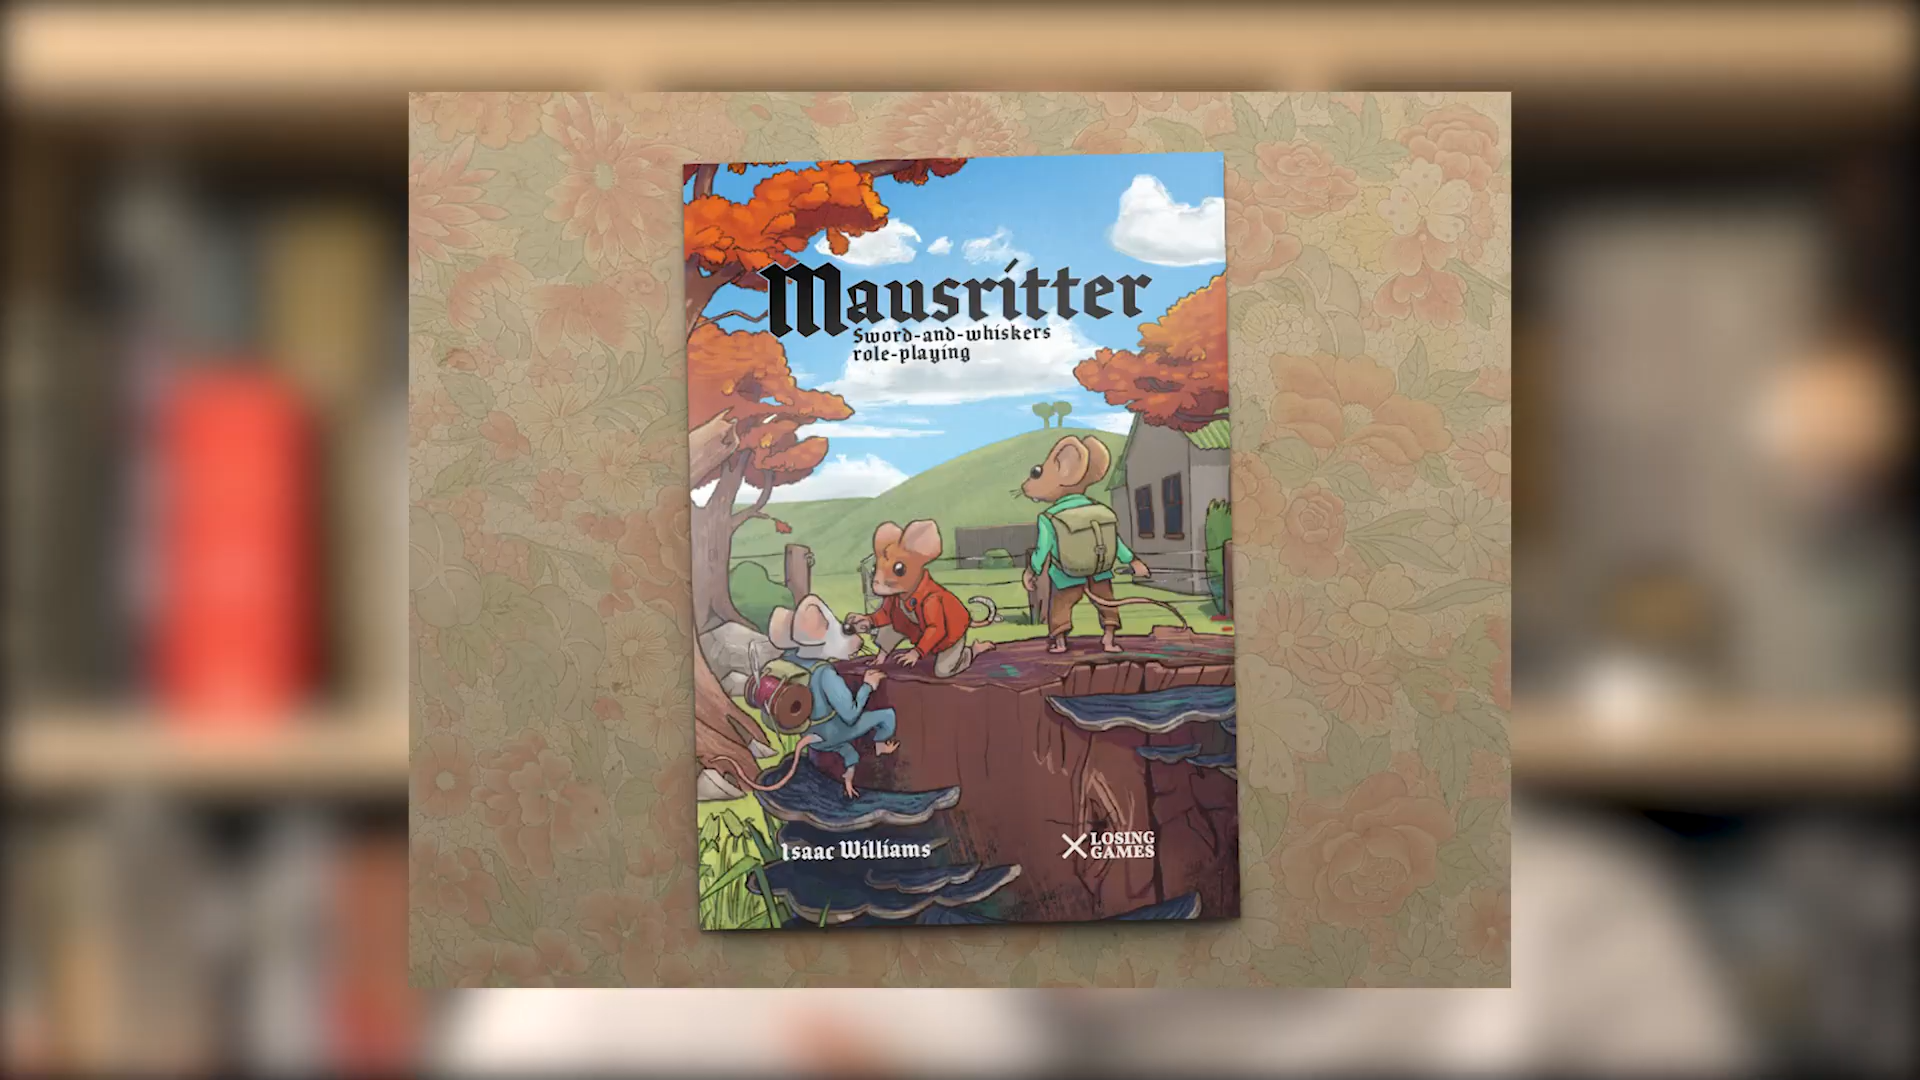 Mausritter
Sword-and-whiskers
role-playing
Isaac Williams
LOSING
GAMES